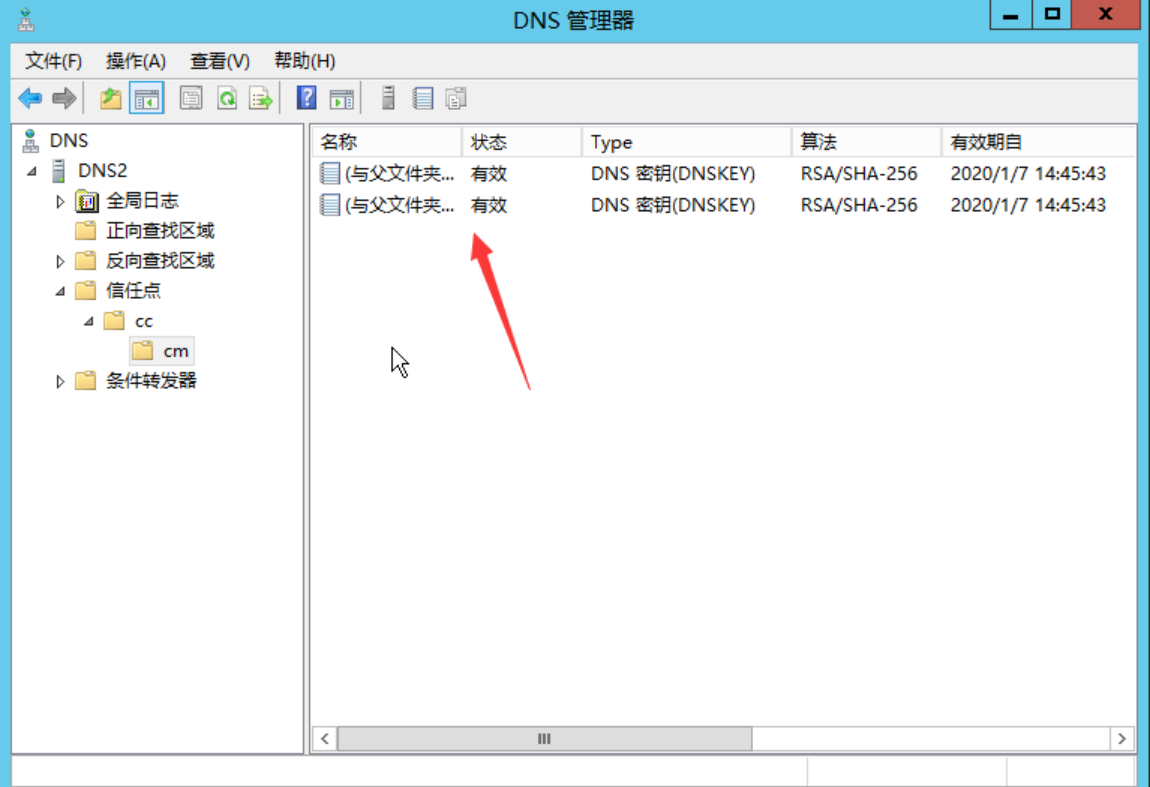 DNS 管理器
文件(F) 操作(A) 查看(V) 帮助(H)
DNS
DNS2
全局日志
正向查找区域
反向查找区域
信任点
cc
cm
条件转发器
名称 状态 Type 算法 有效期自
(与父文件夹... 有效 DNS 密钥(DNSKEY) RSA/SHA-256 2020/1/7 14:45:43
(与父文件夹... 有效 DNS 密钥(DNSKEY) RSA/SHA-256 2020/1/7 14:45:43